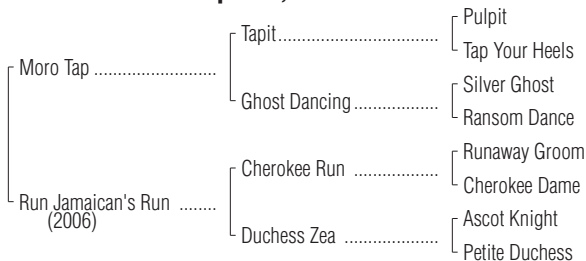 Pulpit
Tapit..................................
Tap Your Heels
Moro Tap ..........................
Silver Ghost
Ghost Dancing ..................
Ransom Dance
Runaway Groom
Cherokee Run ..................
Cherokee Dame
Run Jamaican's Run ........
(2006)
Ascot Knight
Duchess Zea ....................
Petite Duchess